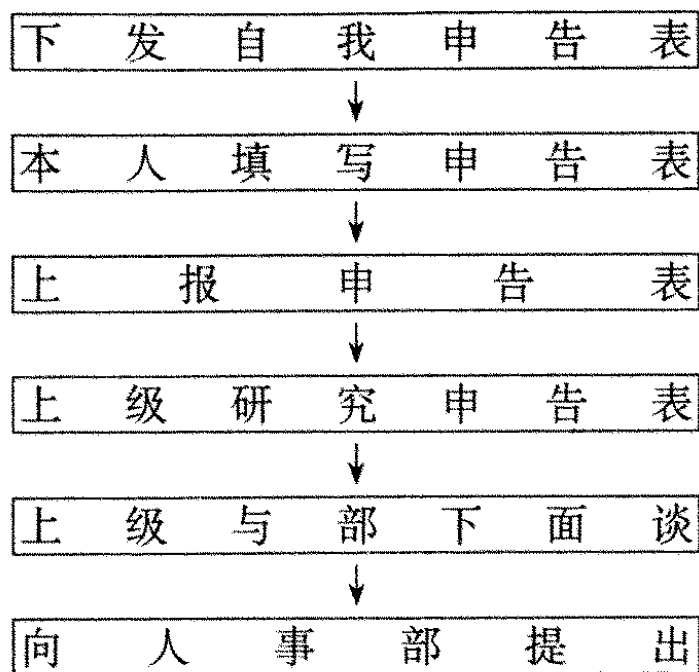 下发自我申告表
本人填写申告表
上报申告表
上级研究申告表
上级与部下面谈
向人事部提出